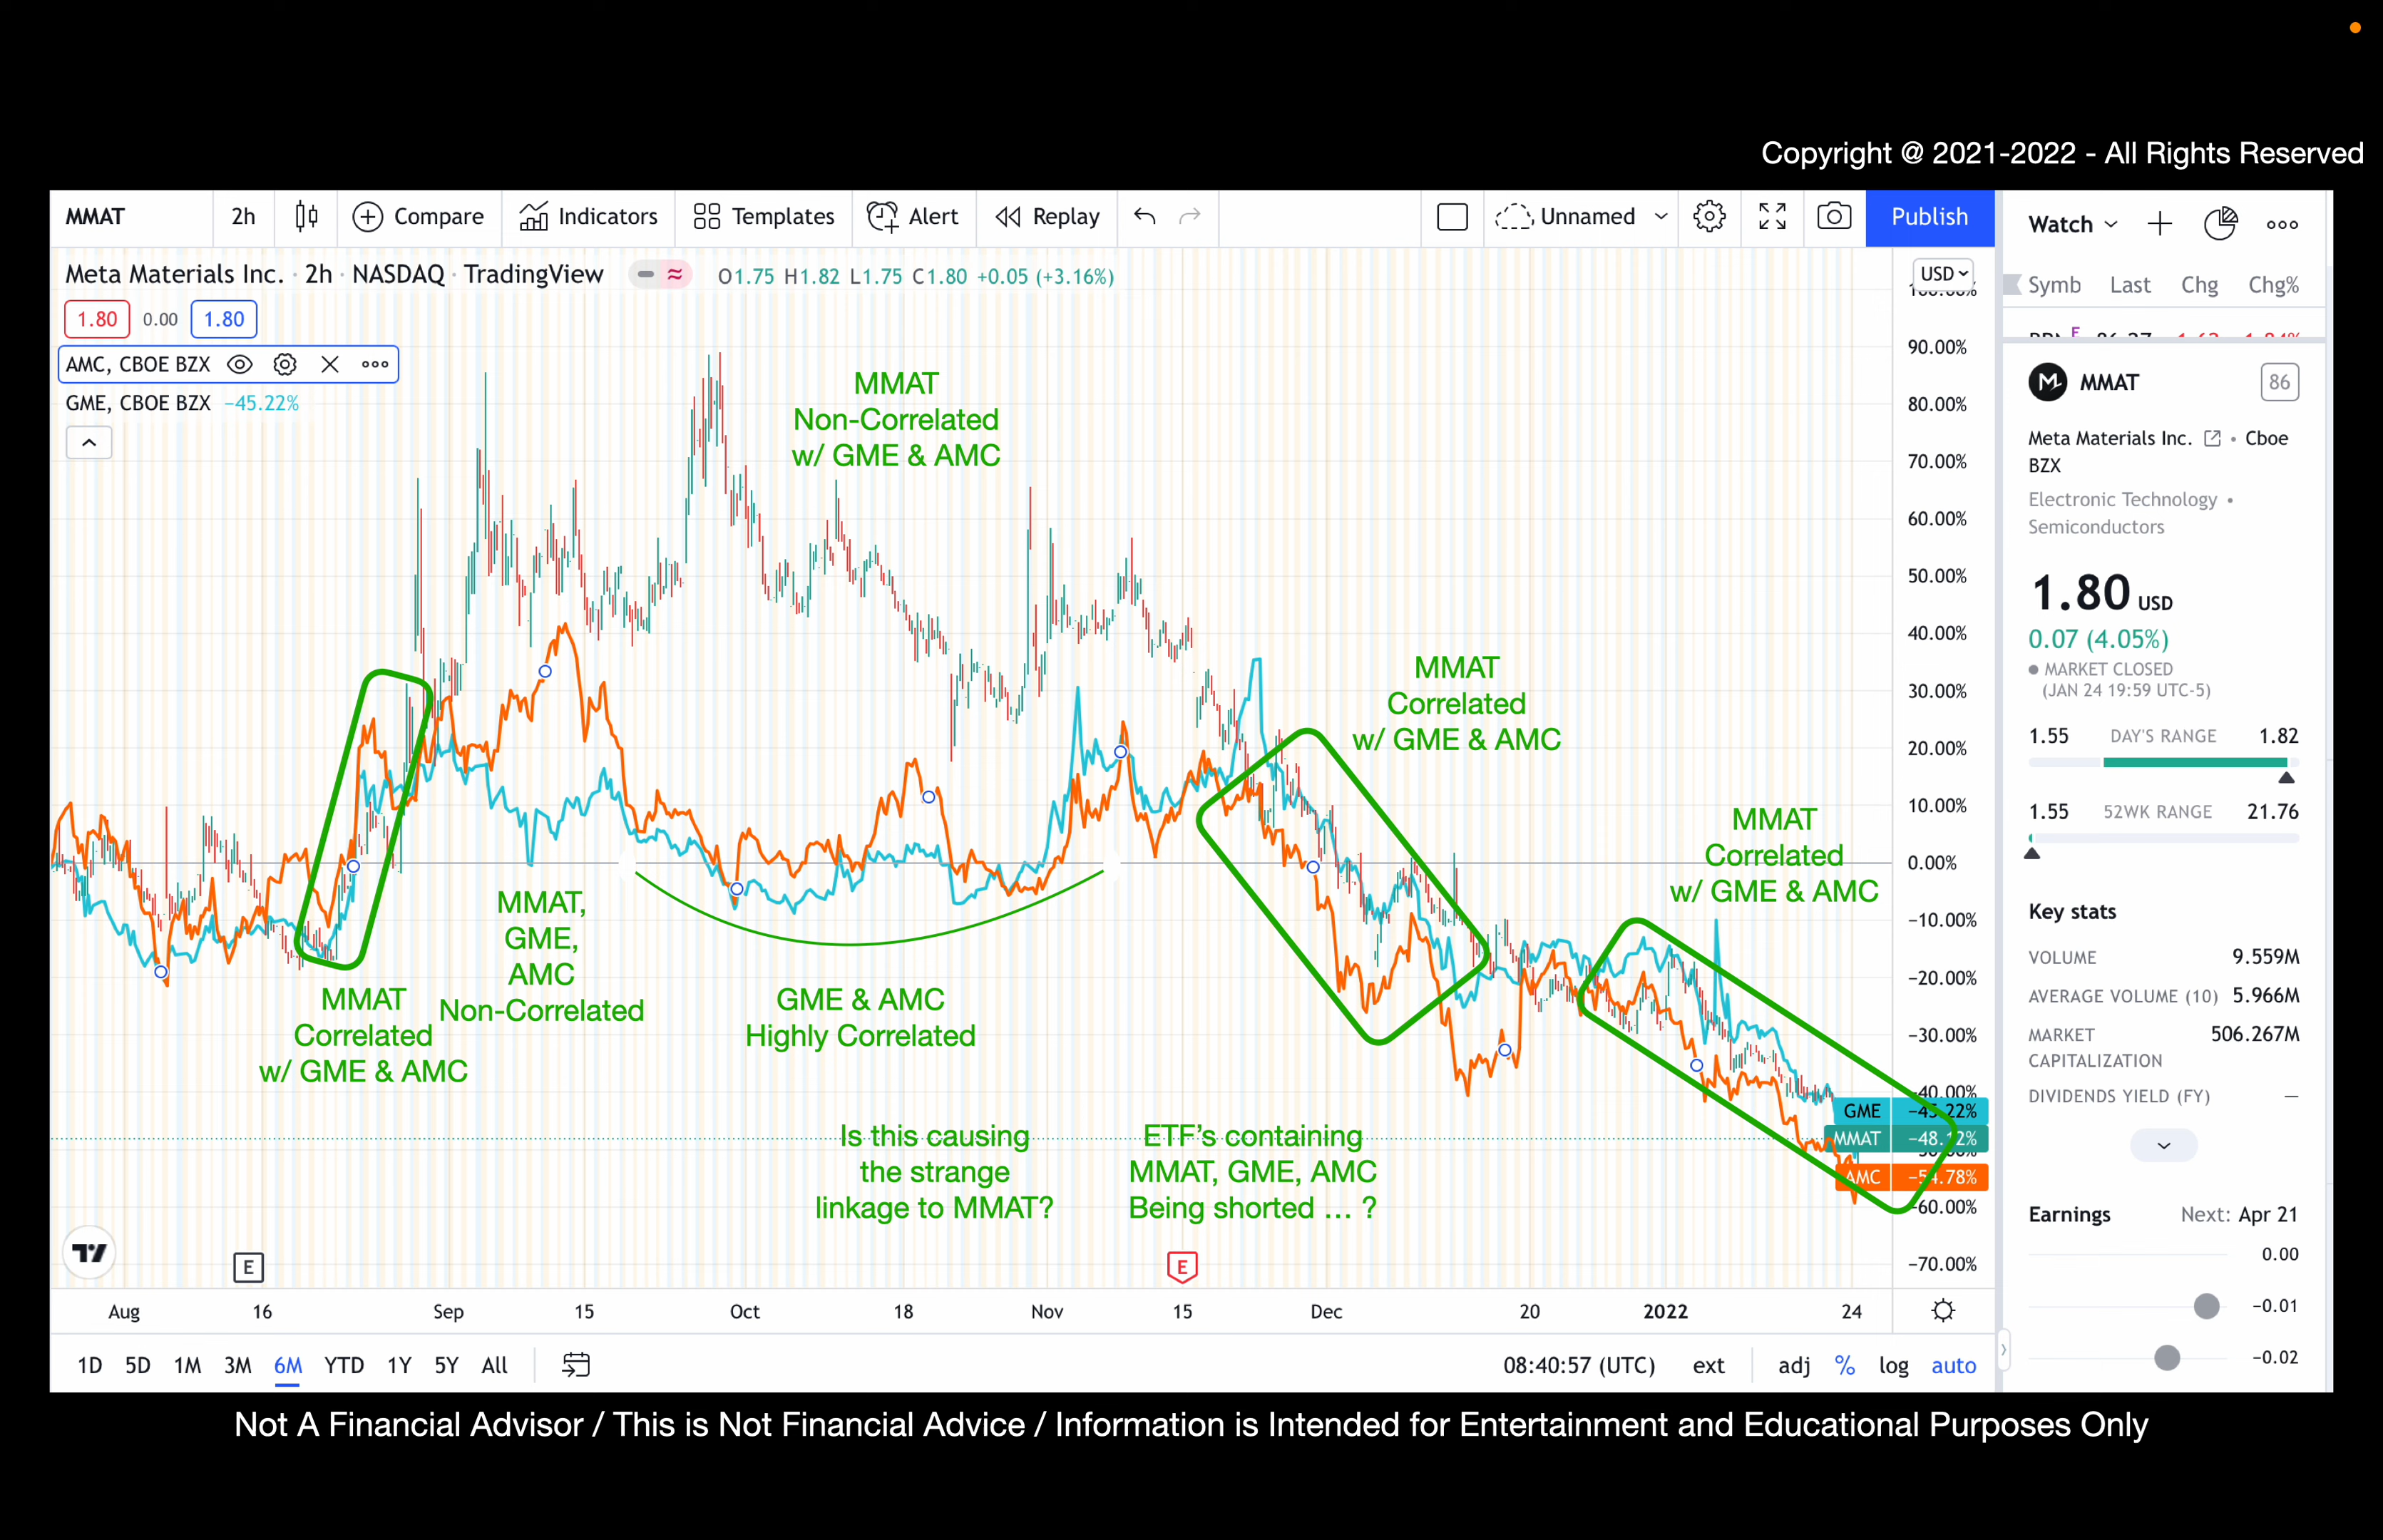 Copyright @ 2021-2022 - All Rights Reserved
MMAT 2h Compare Indicators Templates Alert Replay Unnamed Publish
Watch
Meta Materials Inc. · 2h · NASDAQ · TradingView O1.75 H1.82 L1.75 C1.80 +0.05 (+3.16%)
USD
Symb Last Chg Chg%
1.80 0.00 1.80
AMC, CBOE BZX
GME, CBOE BZX -45.22%
MMAT
Non-Correlated
w/ GME & AMC
MMAT
Correlated
w/ GME & AMC
MMAT
Correlated
w/ GME & AMC
MMAT,
GME,
AMC
Non-Correlated
MMAT
Correlated
w/ GME & AMC
GME & AMC
Highly Correlated
Is this causing
the strange
linkage to MMAT?
ETF's containing
MMAT, GME, AMC
Being shorted ... ?
90.00%
80.00%
70.00%
60.00%
50.00%
40.00%
30.00%
20.00%
10.00%
0.00%
-10.00%
-20.00%
-30.00%
-40.00%
GME -45.22%
MMAT -48.12%
AMC -54.78%
-60.00%
-70.00%
E
E
Aug 16 Sep 15 Oct 18 Nov 15 Dec 20 2022 24
1D 5D 1M 3M 6M YTD 1Y 5Y All
08:40:57 (UTC) ext adj % log auto
MMAT 86
Meta Materials Inc. • Cboe
BZX
Electronic Technology •
Semiconductors
1.80 USD
0.07 (4.05%)
MARKET CLOSED
(JAN 24 19:59 UTC-5)
1.55 DAY'S RANGE 1.82
1.55 52WK RANGE 21.76
Key stats
VOLUME 9.559M
AVERAGE VOLUME (10) 5.966M
MARKET 506.267M
CAPITALIZATION
DIVIDENDS YIELD (FY) —
Earnings Next: Apr 21
0.00
-0.01
-0.02
Not A Financial Advisor / This is Not Financial Advice / Information is Intended for Entertainment and Educational Purposes Only